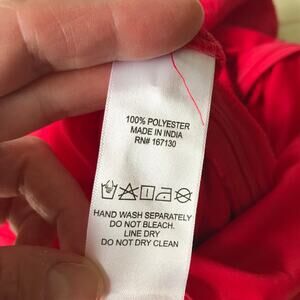 100% POLYESTER
MADE IN INDIA
RN# 167130
HAND WASH SEPARATELY
DO NOT BLEACH.
LINE DRY
DO NOT DRY CLEAN